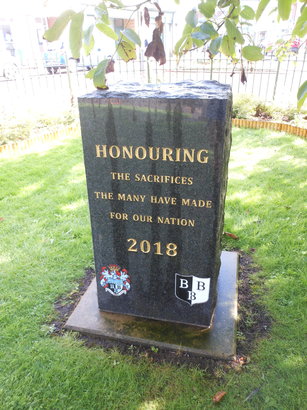 HONOURING
THE SACRIFICES
THE MANY HAVE MADE
FOR OUR NATION
2018
B B
B